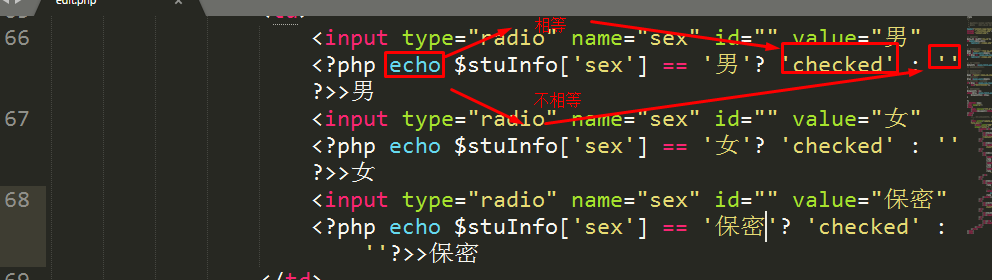 edit.php
x
<td>
相等
66 <input type="radio" name="sex" id="" value="男"
<?php echo $stuInfo['sex'] == '男'? 'checked' : ''
?>>男
不相等
67 <input type="radio" name="sex" id="" value="女"
<?php echo $stuInfo['sex'] == '女'? 'checked' : ''
?>>女
68 <input type="radio" name="sex" id="" value="保密"
<?php echo $stuInfo['sex'] == '保密'? 'checked' :
''?>>保密
69 </td>